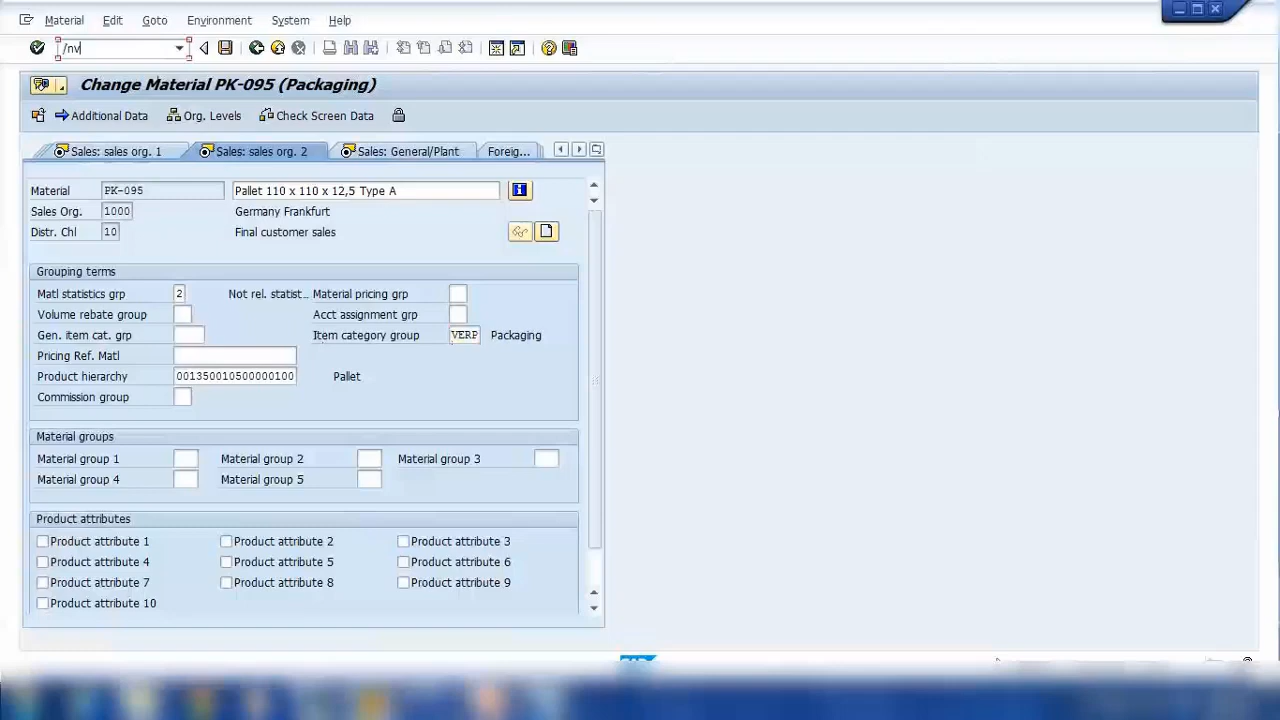 Material Edit Goto Environment System Help
/nv
Change Material PK-095 (Packaging)
Additional Data Org. Levels Check Screen Data
Sales: sales org. 1 Sales: sales org. 2 Sales: General/Plant Foreig...
Material PK-095 Pallet 110 x 110 x 12,5 Type A
Sales Org. 1000 Germany Frankfurt
Distr. Chl 10 Final customer sales
Grouping terms
Matl statistics grp 2 Not rel. statist... Material pricing grp
Volume rebate group Acct assignment grp
Gen. item cat. grp Item category group VERP Packaging
Pricing Ref. Matl
Product hierarchy 001350010500000100 Pallet
Commission group
Material groups
Material group 1 Material group 2 Material group 3
Material group 4 Material group 5
Product attributes
Product attribute 1 Product attribute 2 Product attribute 3
Product attribute 4 Product attribute 5 Product attribute 6
Product attribute 7 Product attribute 8 Product attribute 9
Product attribute 10